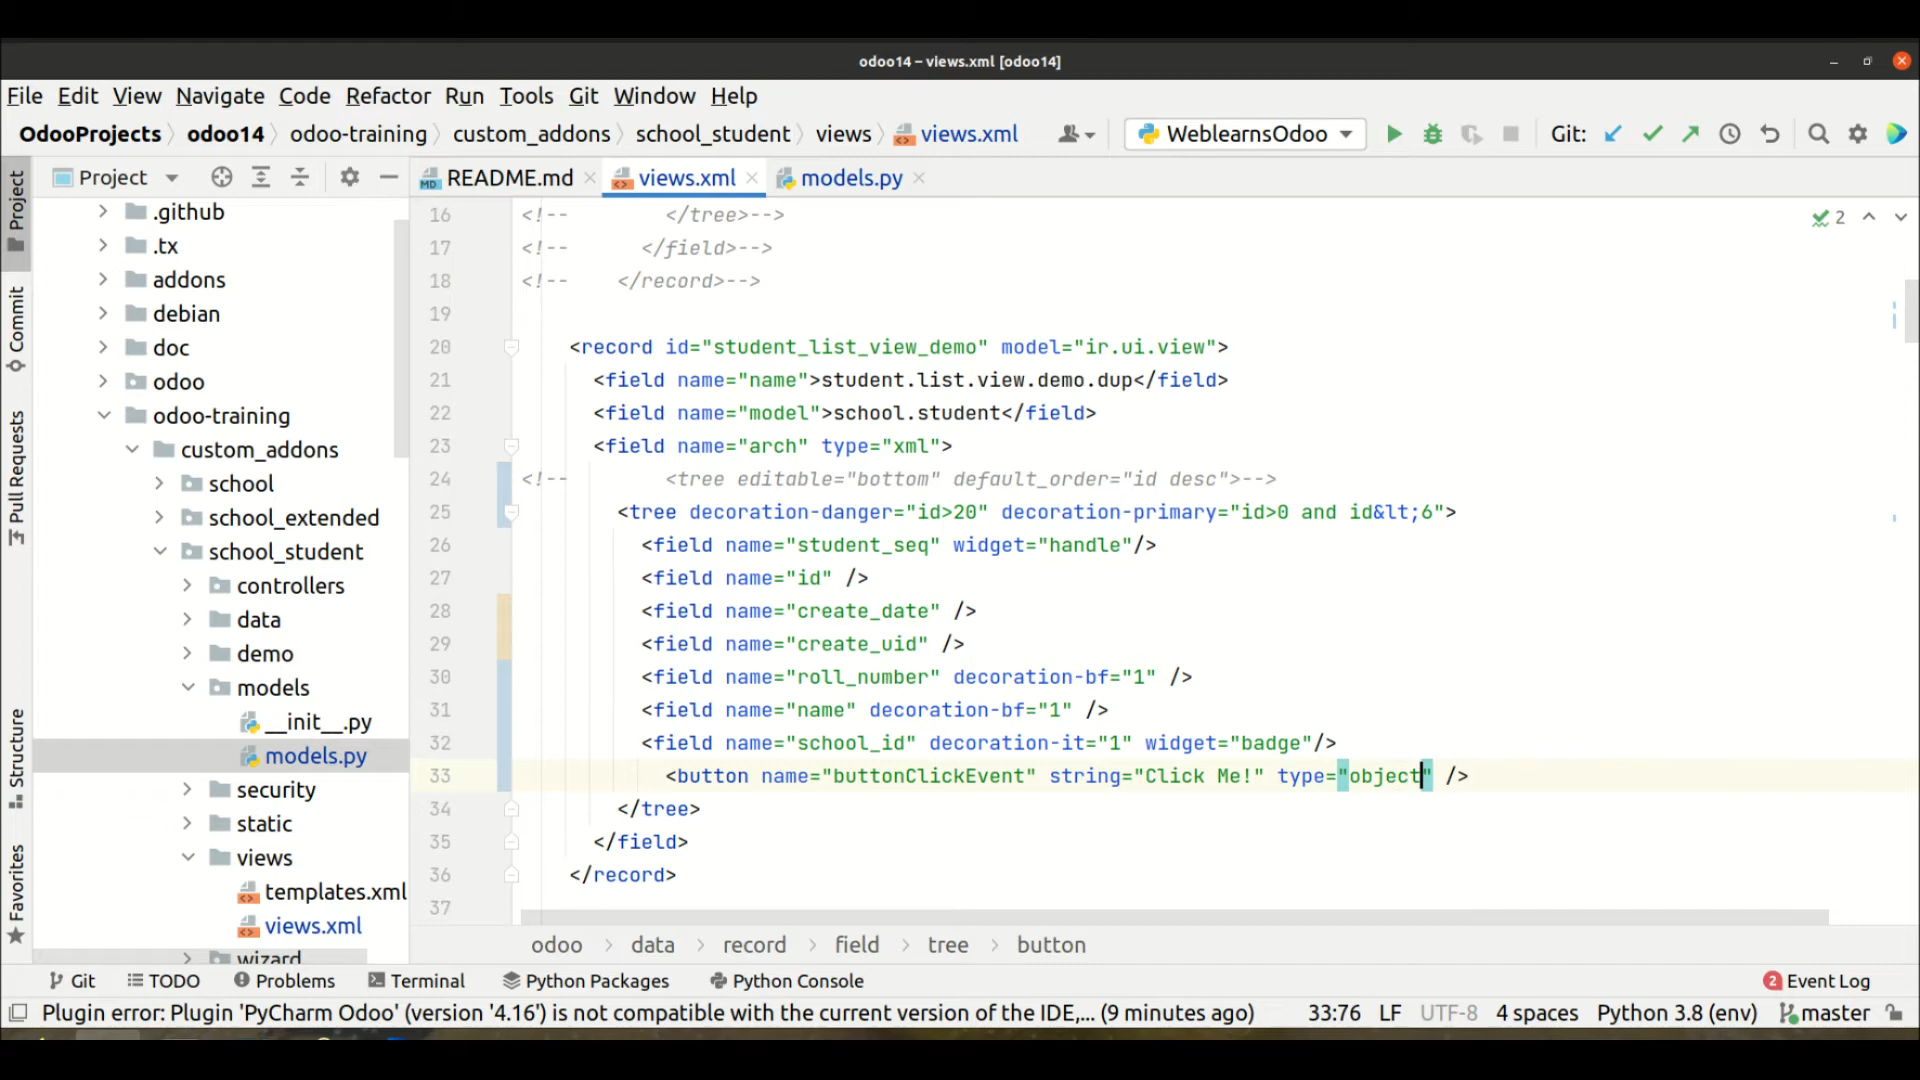 odoo14 – views.xml [odoo14]
File Edit View Navigate Code Refactor Run Tools Git Window Help
OdooProjects odoo14 odoo-training custom_addons school_student views views.xml WeblearnsOdoo Git:
Project README.md views.xml models.py
Project
Commit
Pull Requests
Structure
Favorites
.github
.tx
addons
debian
doc
odoo
odoo-training
custom_addons
school
school_extended
school_student
controllers
data
demo
models
__init__.py
models.py
security
static
views
templates.xml
views.xml
wizard
2
16 <!-- </tree>-->
17 <!-- </field>-->
18 <!-- </record>-->
19
20 <record id="student_list_view_demo" model="ir.ui.view">
21 <field name="name">student.list.view.demo.dup</field>
22 <field name="model">school.student</field>
23 <field name="arch" type="xml">
24 <!-- <tree editable="bottom" default_order="id desc">-->
25 <tree decoration-danger="id>20" decoration-primary="id>0 and id&lt;6">
26 <field name="student_seq" widget="handle"/>
27 <field name="id" />
28 <field name="create_date" />
29 <field name="create_uid" />
30 <field name="roll_number" decoration-bf="1" />
31 <field name="name" decoration-bf="1" />
32 <field name="school_id" decoration-it="1" widget="badge"/>
33 <button name="buttonClickEvent" string="Click Me!" type="object" />
34 </tree>
35 </field>
36 </record>
37
odoo data record field tree button
Git TODO Problems Terminal Python Packages Python Console 2 Event Log
Plugin error: Plugin 'PyCharm Odoo' (version '4.16') is not compatible with the current version of the IDE,... (9 minutes ago) 33:76 LF UTF-8 4 spaces Python 3.8 (env) master